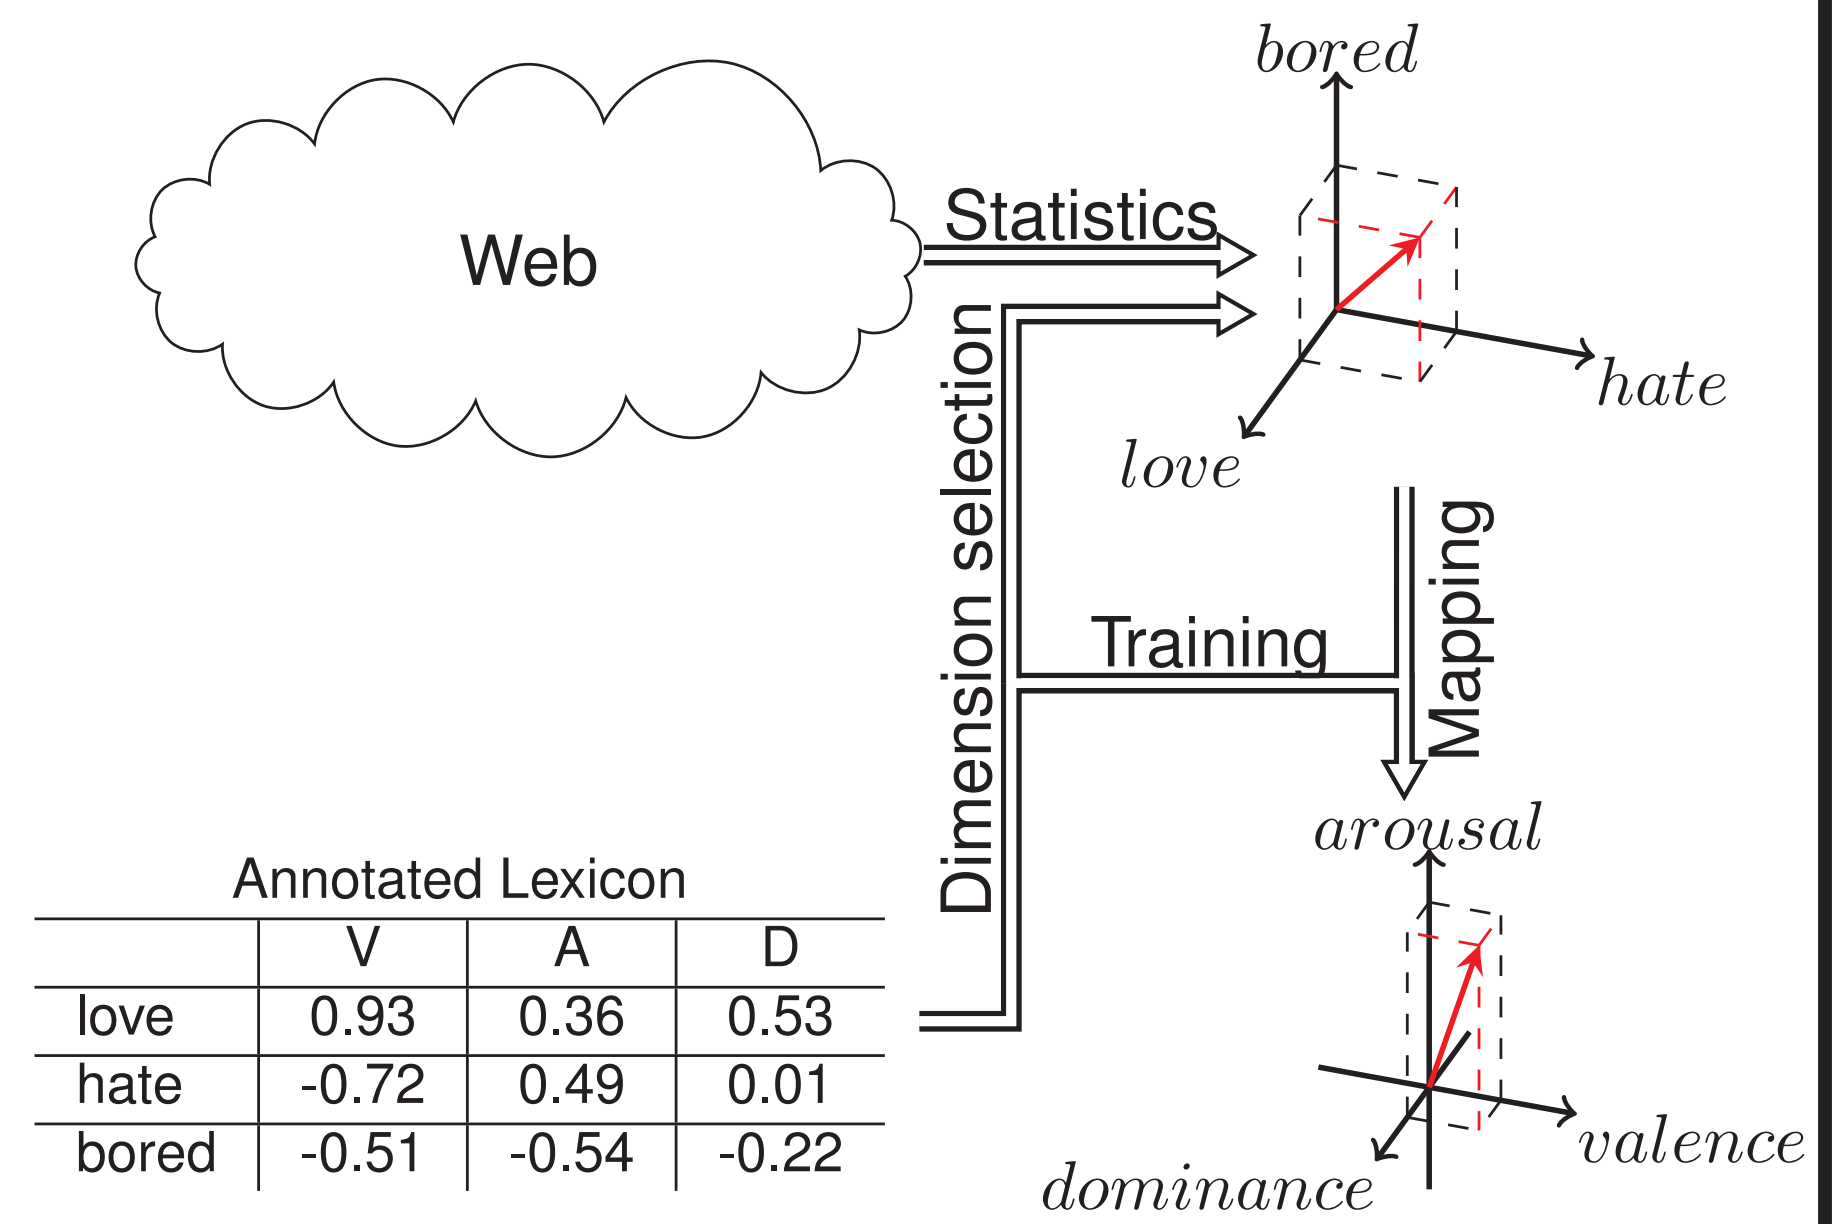 bored
Statistics
Web
hate
love
Dimension selection
Mapping
Training
arousal
Annotated Lexicon
V A D
love 0.93 0.36 0.53
hate -0.72 0.49 0.01
bored -0.51 -0.54 -0.22
valence
dominance